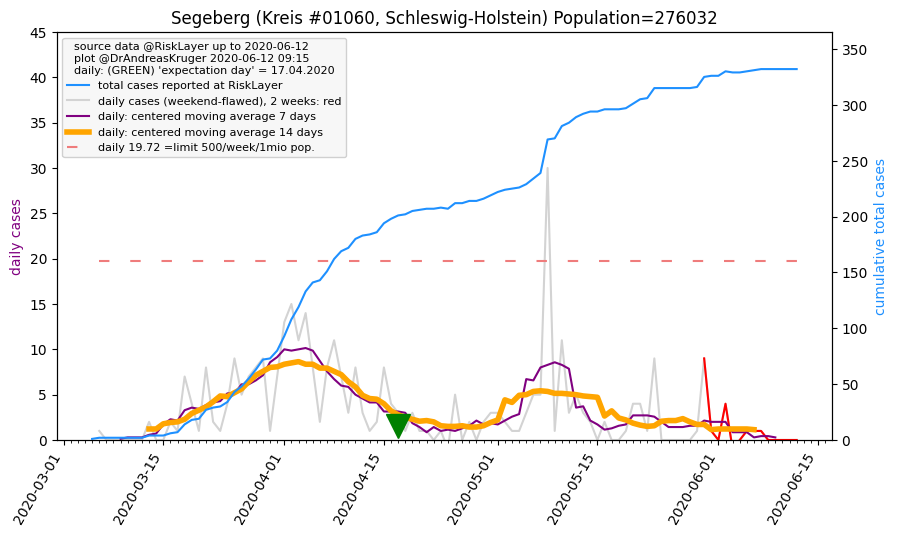 Segeberg (Kreis #01060, Schleswig-Holstein) Population=276032
source data @RiskLayer up to 2020-06-12
plot @DrAndreasKruger 2020-06-12 09:15
daily: (GREEN) 'expectation day' = 17.04.2020
total cases reported at RiskLayer
daily cases (weekend-flawed), 2 weeks: red
daily: centered moving average 7 days
daily: centered moving average 14 days
daily 19.72 =limit 500/week/1mio pop.
daily cases
45
40
35
30
25
20
15
10
5
0
cumulative total cases
350
300
250
200
150
100
50
0
2020-03-01
2020-03-15
2020-04-01
2020-04-15
2020-05-01
2020-05-15
2020-06-01
2020-06-15